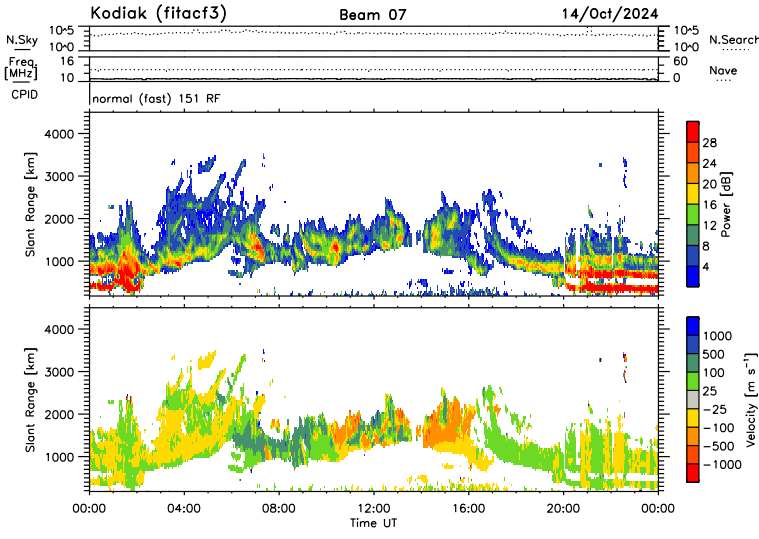 Kodiak (fitacf3) Beam 07 14/Oct/2024
N.Sky 10^5 10^0 10^5 10^0 N.Search
Freq. [MHz] 16 10 60 0 Nave
CPID normal (fast) 151 RF
Slant Range [km]
4000
3000
2000
1000
28
24
20
16
12
8
4
Power [dB]
Slant Range [km]
4000
3000
2000
1000
1000
500
100
25
-25
-100
-500
-1000
Velocity [m s^-1]
00:00 04:00 08:00 12:00 16:00 20:00 00:00
Time UT